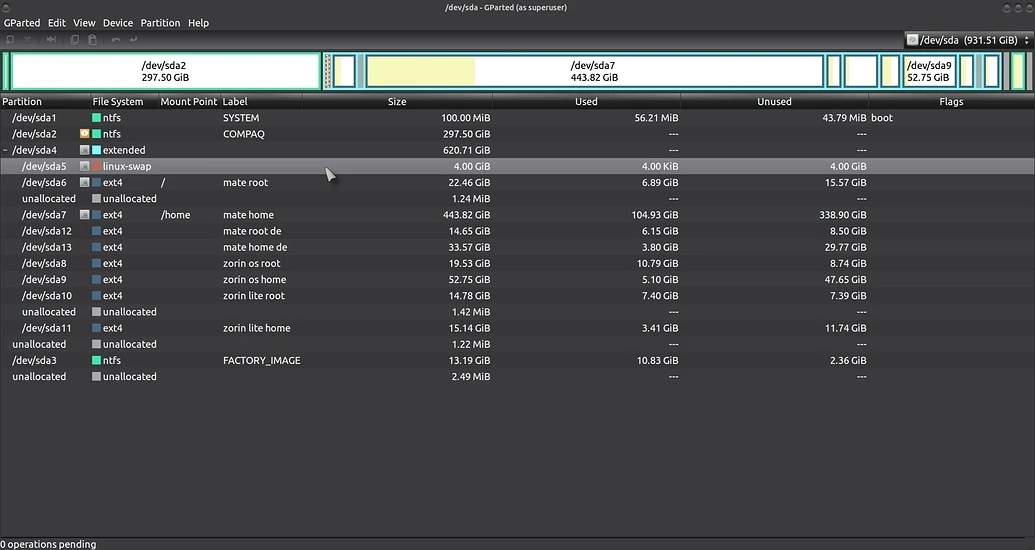 /dev/sda - GParted (as superuser)
GParted Edit View Device Partition Help
/dev/sda (931.51 GiB)
/dev/sda2 /dev/sda7 /dev/sda9
297.50 GiB 443.82 GiB 52.75 GiB
Partition File System Mount Point Label Size Used Unused Flags
/dev/sda1 ntfs SYSTEM 100.00 MiB 56.21 MiB 43.79 MiB boot
/dev/sda2 ntfs COMPAQ 297.50 GiB --- ---
/dev/sda4 extended 620.71 GiB --- ---
/dev/sda5 linux-swap 4.00 GiB 4.00 KiB 4.00 GiB
/dev/sda6 ext4 / mate root 22.46 GiB 6.89 GiB 15.57 GiB
unallocated unallocated 1.24 MiB --- ---
/dev/sda7 ext4 /home mate home 443.82 GiB 104.93 GiB 338.90 GiB
/dev/sda12 ext4 mate root de 14.65 GiB 6.15 GiB 8.50 GiB
/dev/sda13 ext4 mate home de 33.57 GiB 3.80 GiB 29.77 GiB
/dev/sda8 ext4 zorin os root 19.53 GiB 10.79 GiB 8.74 GiB
/dev/sda9 ext4 zorin os home 52.75 GiB 5.10 GiB 47.65 GiB
/dev/sda10 ext4 zorin lite root 14.78 GiB 7.40 GiB 7.39 GiB
unallocated unallocated 1.42 MiB --- ---
/dev/sda11 ext4 zorin lite home 15.14 GiB 3.41 GiB 11.74 GiB
unallocated unallocated 1.22 MiB --- ---
/dev/sda3 ntfs FACTORY_IMAGE 13.19 GiB 10.83 GiB 2.36 GiB
unallocated unallocated 2.49 MiB --- ---
0 operations pending